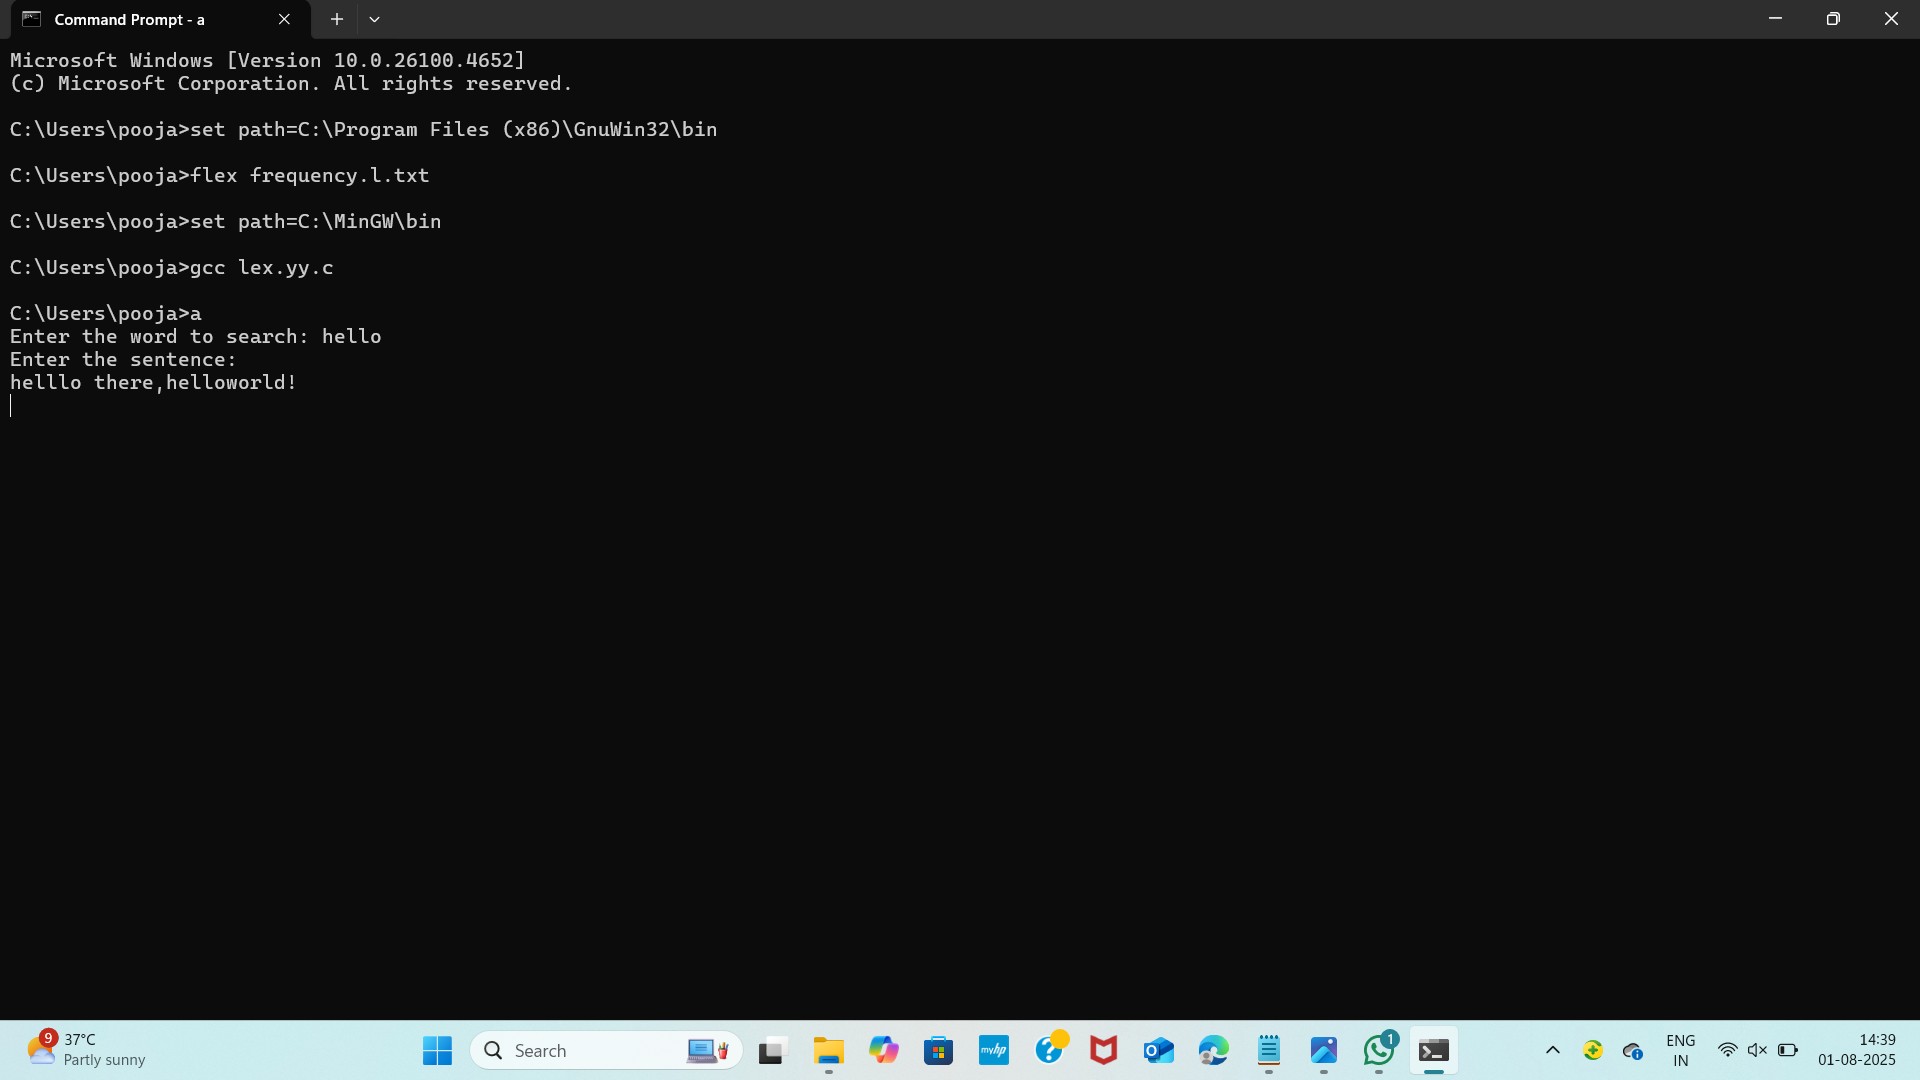 Command Prompt - a
Microsoft Windows [Version 10.0.26100.4652]
(c) Microsoft Corporation. All rights reserved.
C:\Users\pooja>set path=C:\Program Files (x86)\GnuWin32\bin
C:\Users\pooja>flex frequency.l.txt
C:\Users\pooja>set path=C:\MinGW\bin
C:\Users\pooja>gcc lex.yy.c
C:\Users\pooja>a
Enter the word to search: hello
Enter the sentence:
helllo there,helloworld!
9
37°C
Partly sunny
Search
myhp
1
ENG
IN
14:39
01-08-2025